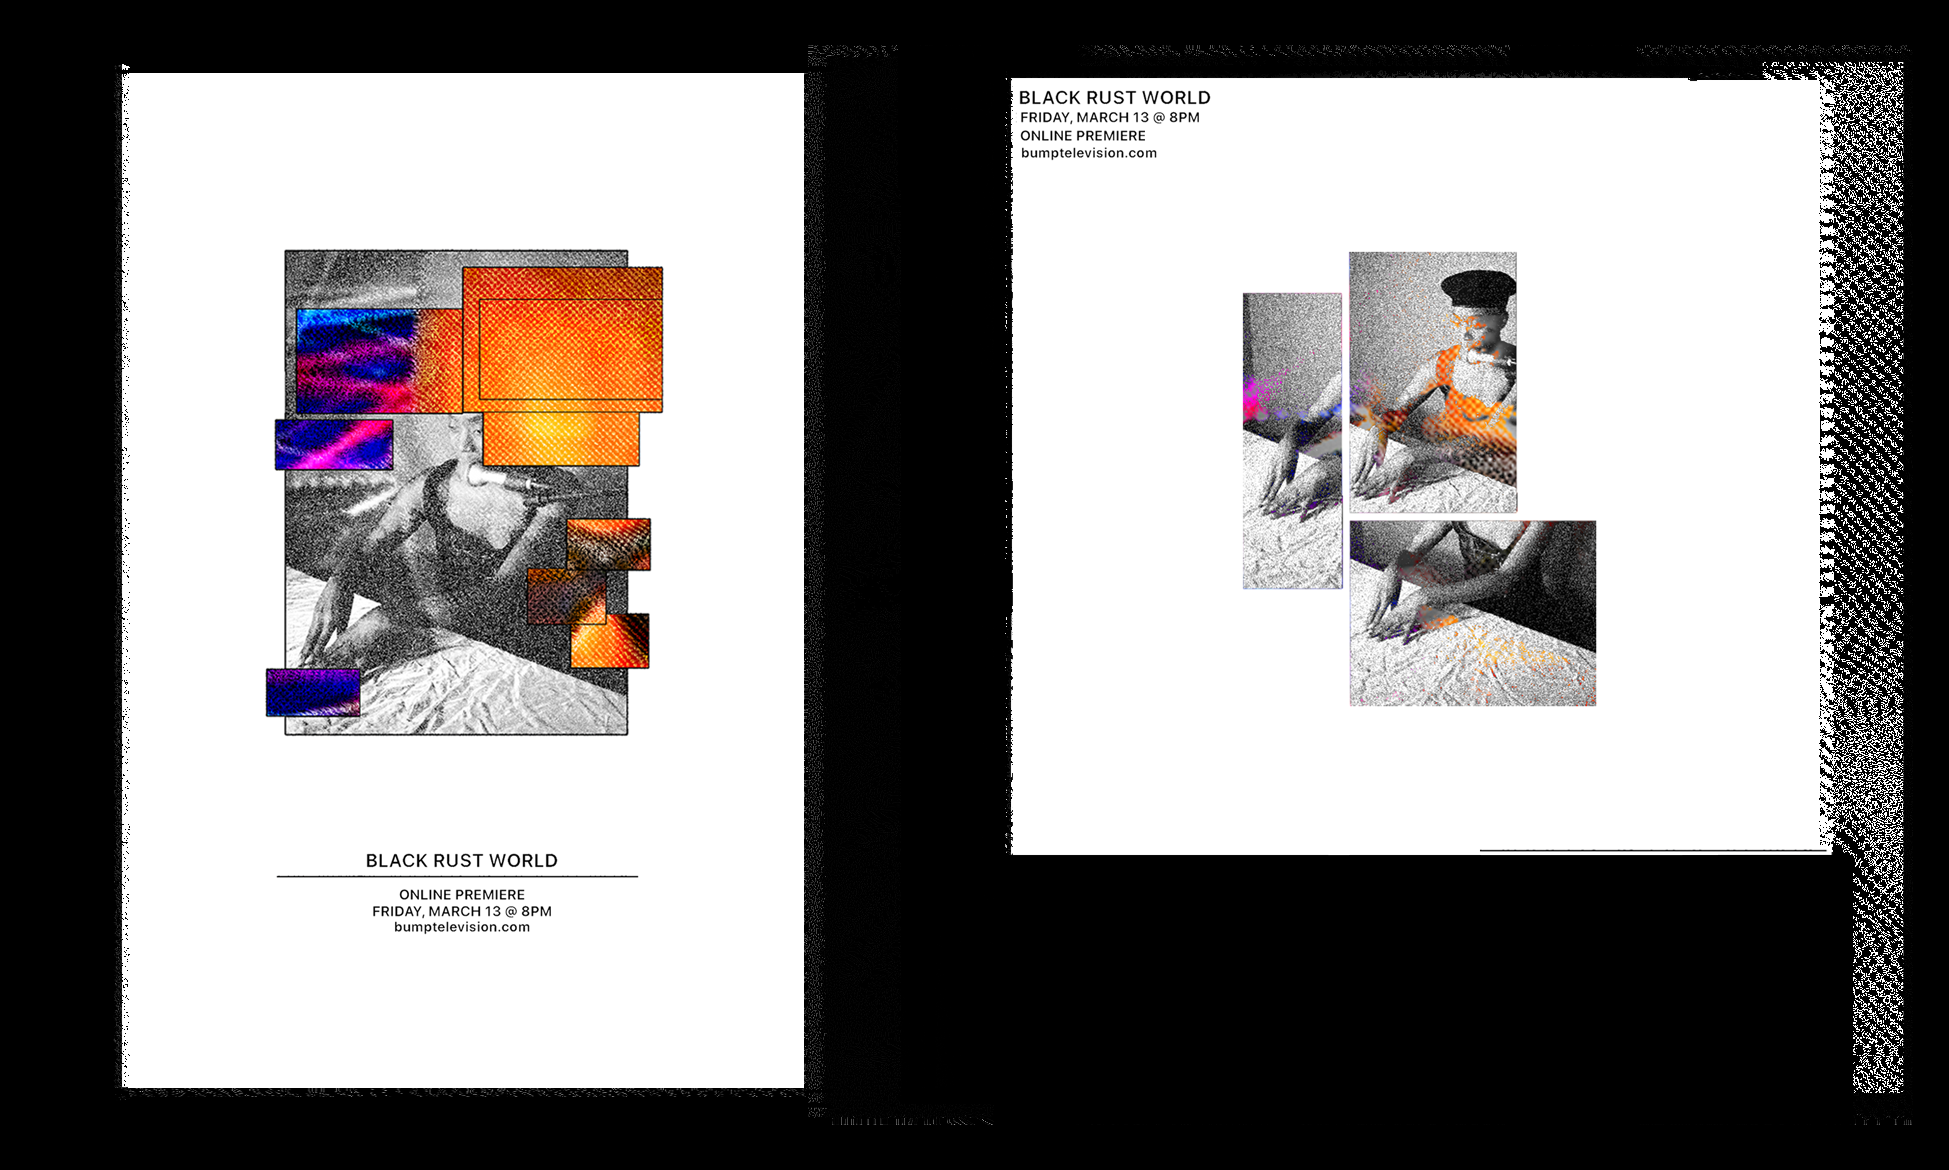 BLACK RUST WORLD
ONLINE PREMIERE
FRIDAY, MARCH 13 @ 8PM
bumptelevision.com
BLACK RUST WORLD
FRIDAY, MARCH 13 @ 8PM
ONLINE PREMIERE
bumptelevision.com